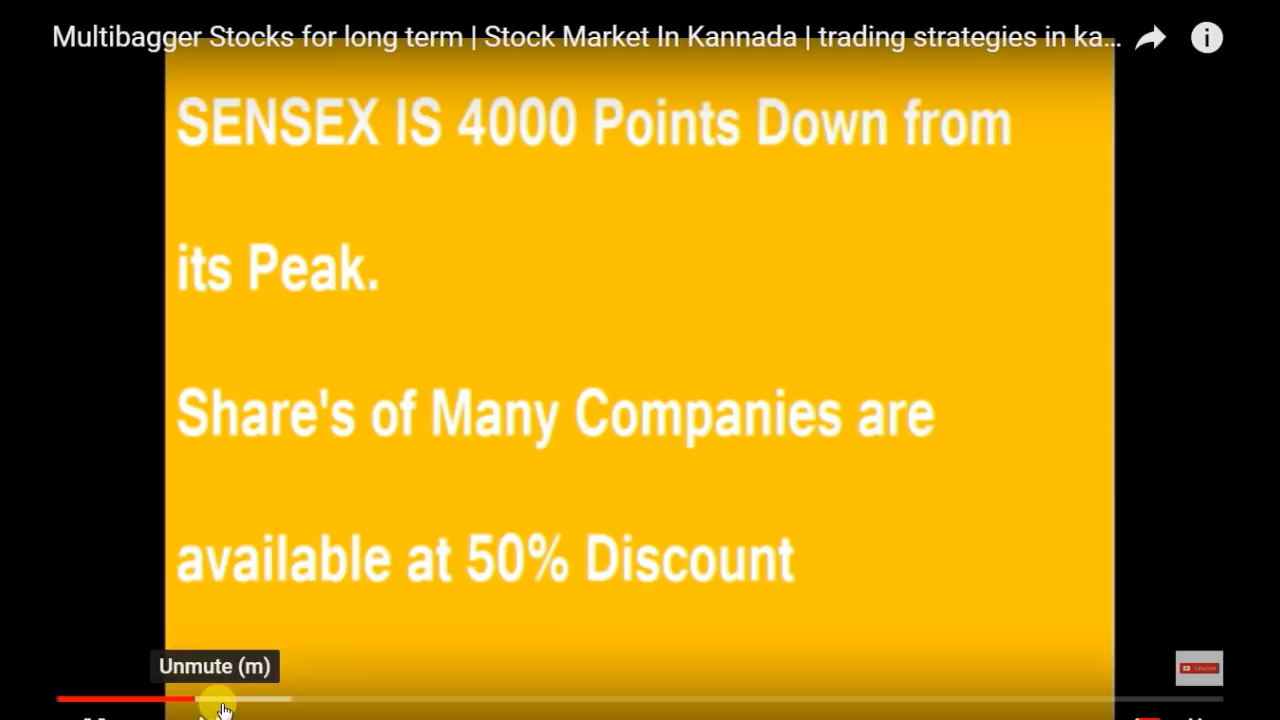 Multibagger Stocks for long term | Stock Market In Kannada | trading strategies in ka...
SENSEX IS 4000 Points Down from
its Peak.
Share's of Many Companies are
available at 50% Discount
Unmute (m)